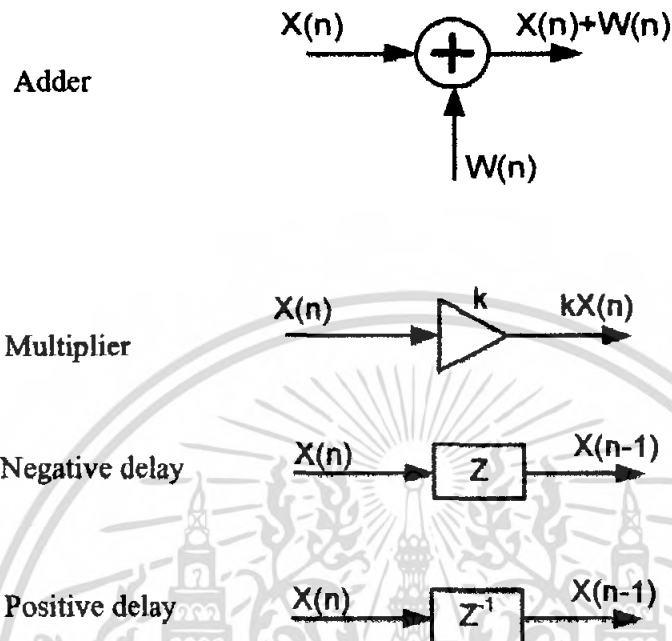 X(n) X(n)+W(n)
Adder
W(n)
k
X(n) kX(n)
Multiplier
X(n) X(n-1)
Negative delay Z
X(n) X(n-1)
Positive delay Z⁻¹